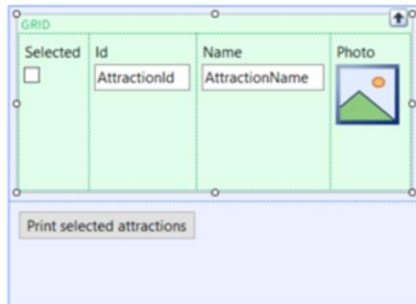 GRID
Selected Id Name Photo
AttractionId AttractionName
Print selected attractions